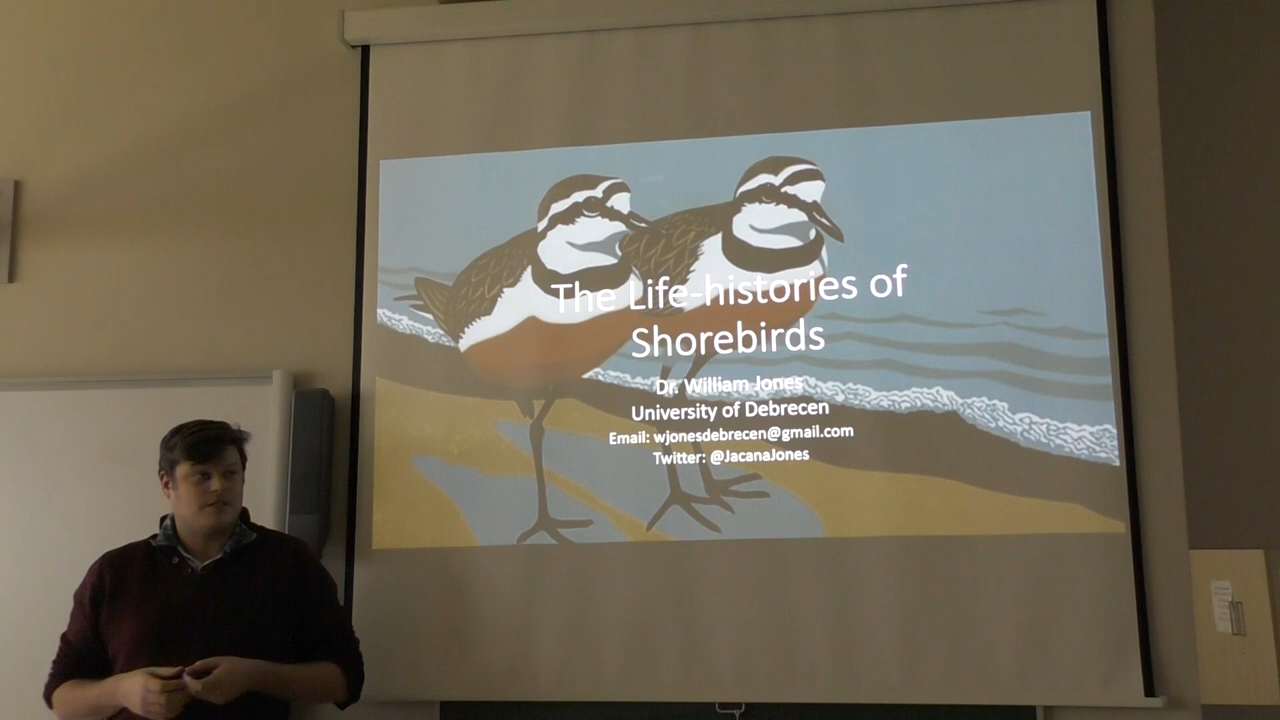 The Life-histories of
Shorebirds
Dr. William Jones
University of Debrecen
Email: wjonesdebrecen@gmail.com
Twitter: @JacanaJones